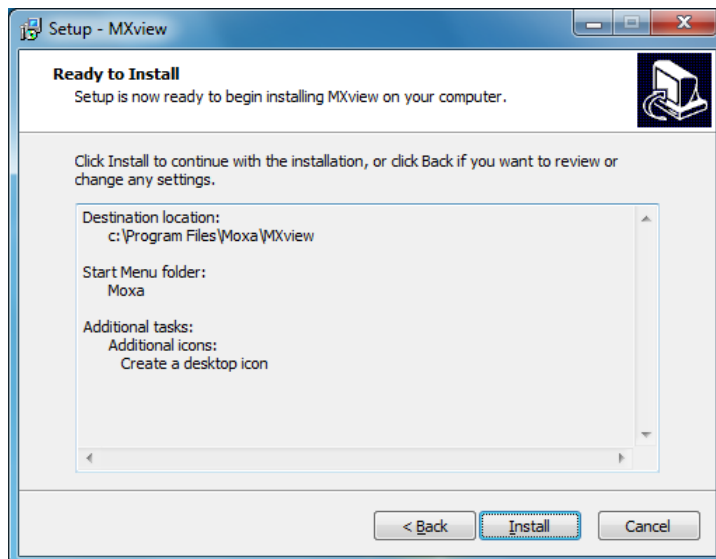 Setup - MXview
Ready to Install
Setup is now ready to begin installing MXview on your computer.
Click Install to continue with the installation, or click Back if you want to review or
change any settings.
Destination location:
c:\Program Files\Moxa\MXview
Start Menu folder:
Moxa
Additional tasks:
Additional icons:
Create a desktop icon
< Back
Install
Cancel